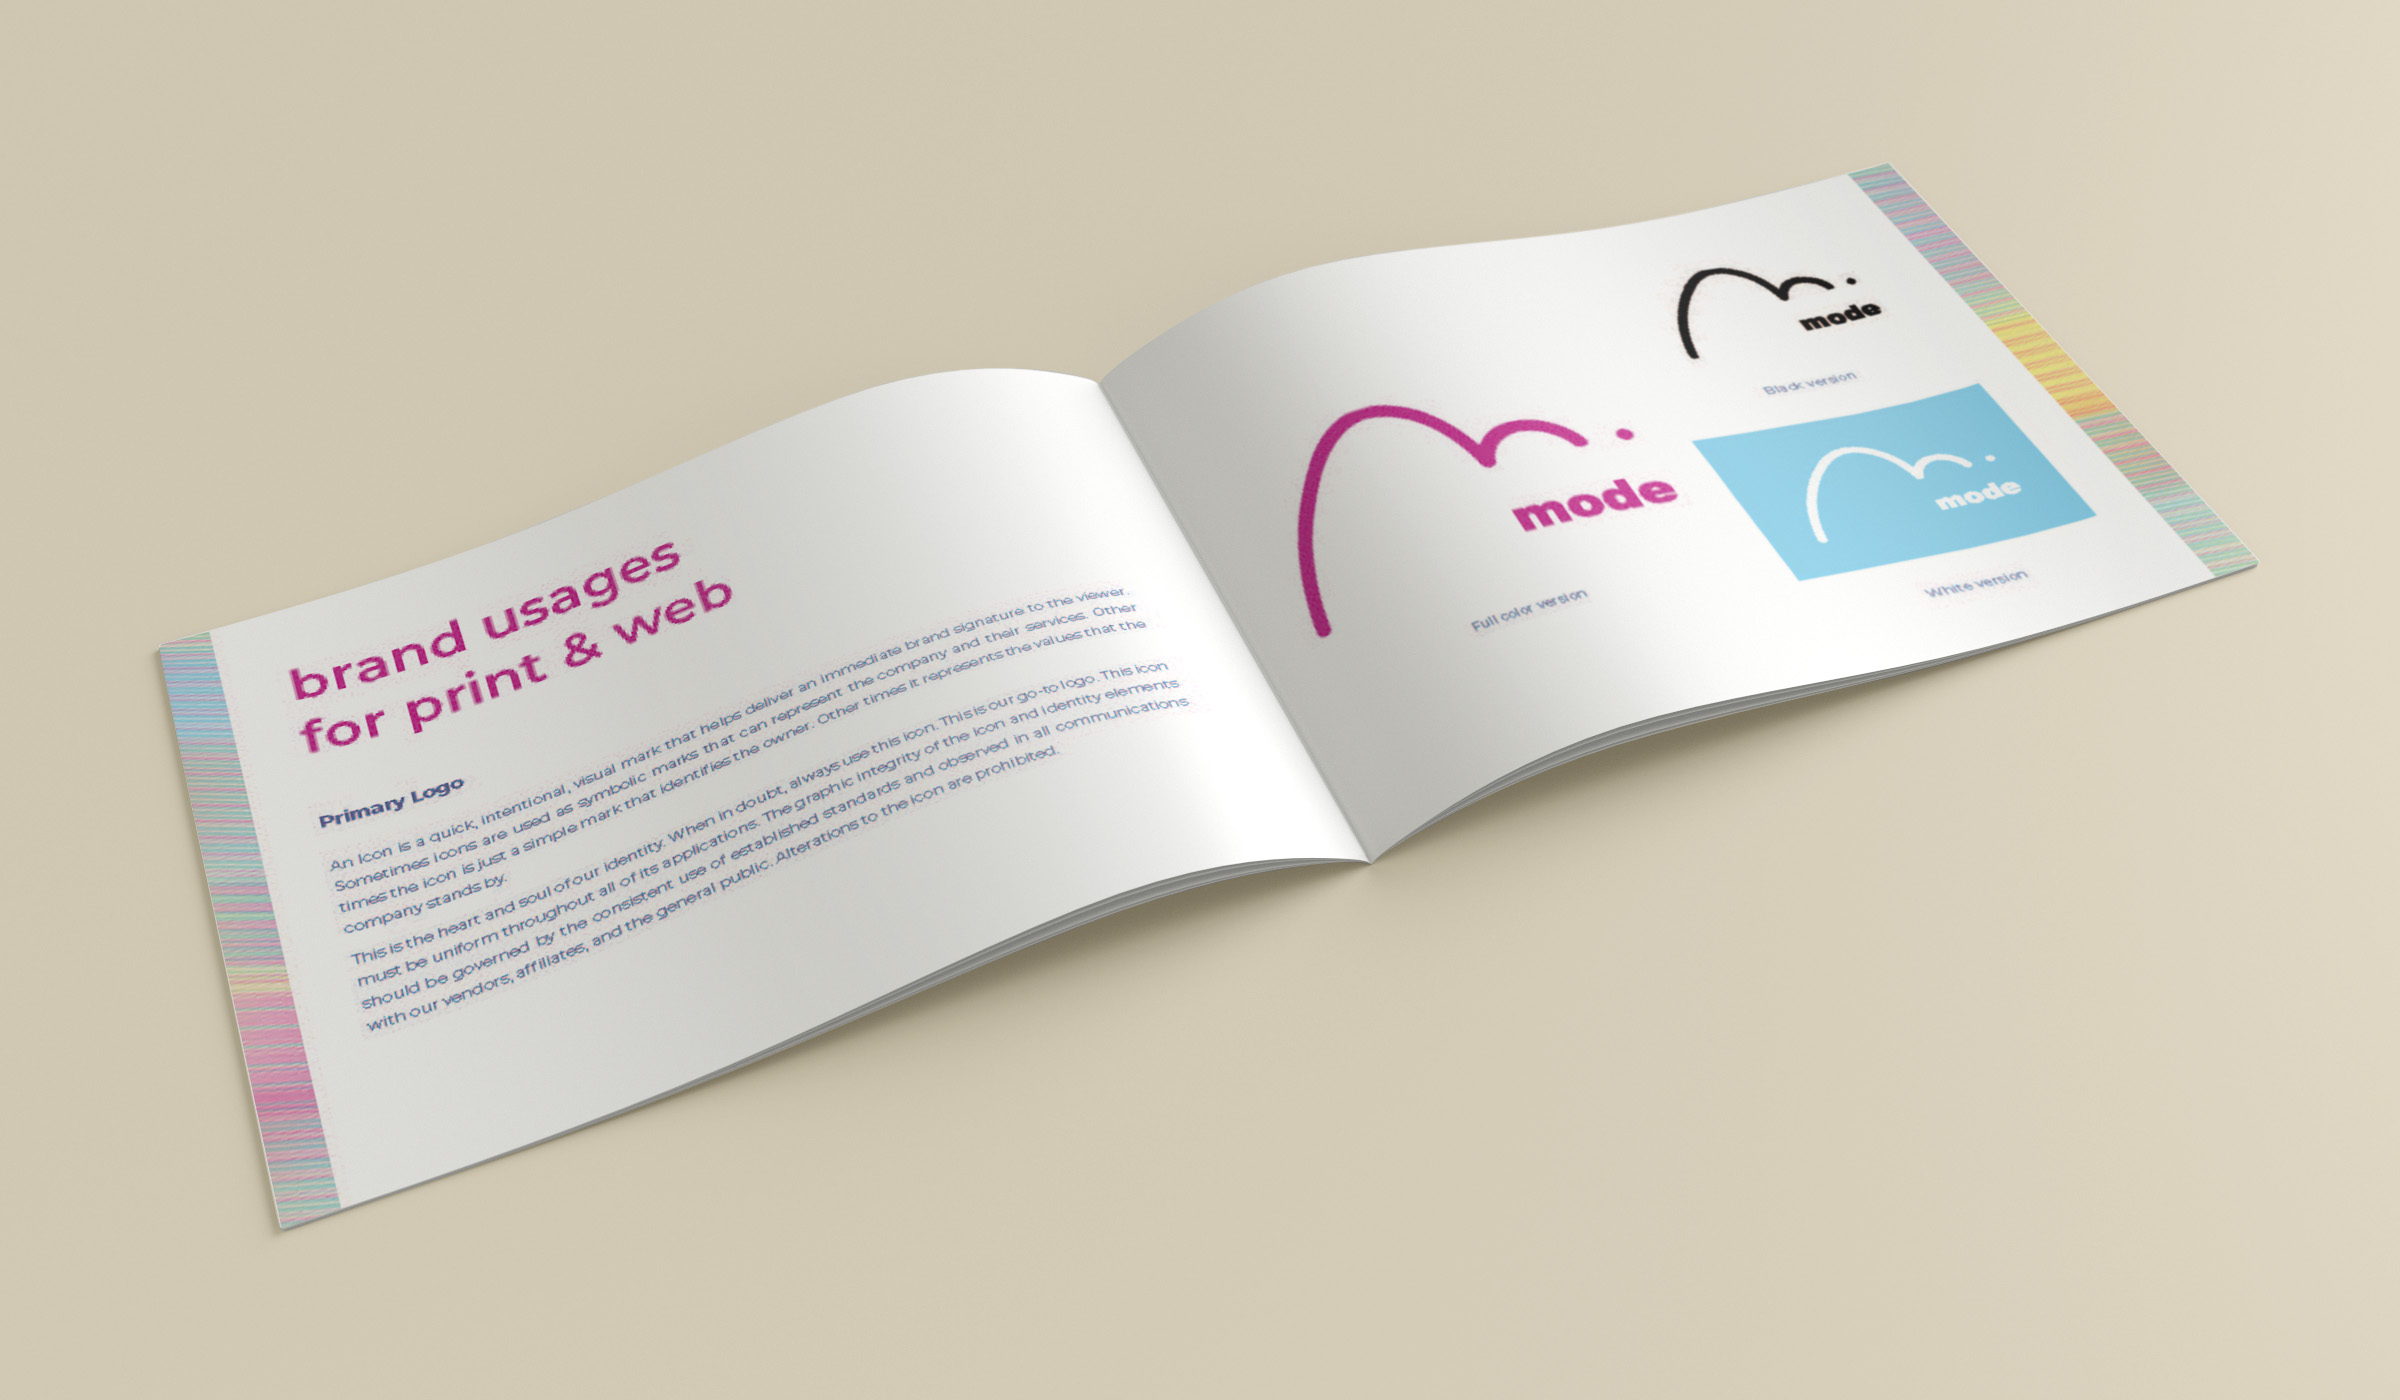 brand usages
for print & web
Primary Logo
An Icon is a quick, intentional, visual mark that helps deliver an immediate brand signature to the viewer.
Sometimes icons are used as symbolic marks that can represent the company and their services. Other
times the icon is just a simple mark that identifies the owner. Other times it represents the values that the
company stands by.
This is the heart and soul of our identity. When in doubt, always use this icon. This is our go-to logo. This icon
must be uniform throughout all of its applications. The graphic integrity of the icon and identity elements
should be governed by the consistent use of established standards and observed in all communications
with our vendors, affiliates, and the general public. Alterations to the icon are prohibited.
mode
Full color version
mode
Black version
mode
White version